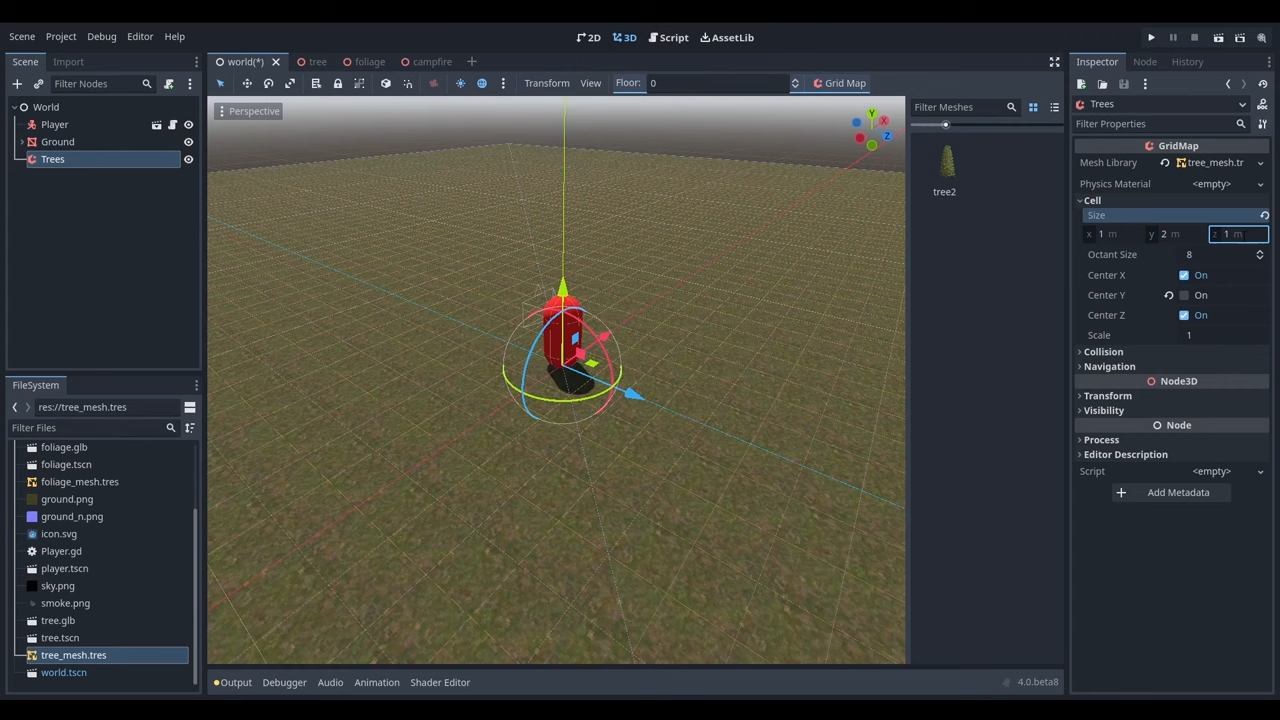 Scene Project Debug Editor Help
2D 3D Script AssetLib
Scene Import
world(*) tree foliage campfire
Inspector Node History
Filter Nodes
Transform View Floor: 0 Grid Map
Trees
Filter Properties
World
Player
Ground
Trees
Perspective
Y X Z
Filter Meshes
tree2
GridMap
Mesh Library tree_mesh.tr
Physics Material <empty>
Cell
Size
x 1 m y 2 m z 1 m
Octant Size 8
Center X On
Center Y On
Center Z On
Scale 1
Collision
Navigation
Node3D
Transform
Visibility
Node
Process
Editor Description
Script <empty>
Add Metadata
FileSystem
res://tree_mesh.tres
Filter Files
foliage.glb
foliage.tscn
foliage_mesh.tres
ground.png
ground_n.png
icon.svg
Player.gd
player.tscn
sky.png
smoke.png
tree.glb
tree.tscn
tree_mesh.tres
world.tscn
Output Debugger Audio Animation Shader Editor 4.0.beta8